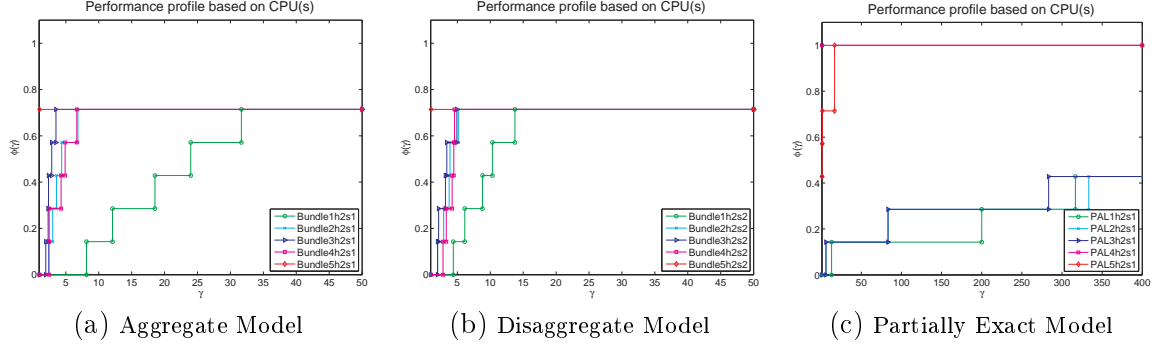 Performance profile based on CPU(s)
1
0.8
0.6
0.4
0.2
0
ϕ(γ)
5 10 15 20 25 30 35 40 45 50
γ
Bundle1h2s1
Bundle2h2s1
Bundle3h2s1
Bundle4h2s1
Bundle5h2s1
(a) Aggregate Model
Performance profile based on CPU(s)
1
0.8
0.6
0.4
0.2
0
ϕ(γ)
5 10 15 20 25 30 35 40 45 50
γ
Bundle1h2s2
Bundle2h2s2
Bundle3h2s2
Bundle4h2s2
Bundle5h2s2
(b) Disaggregate Model
Performance profile based on CPU(s)
1
0.8
0.6
0.4
0.2
0
ϕ(γ)
50 100 150 200 250 300 350 400
γ
PAL1h2s1
PAL2h2s1
PAL3h2s1
PAL4h2s1
PAL5h2s1
(c) Partially Exact Model